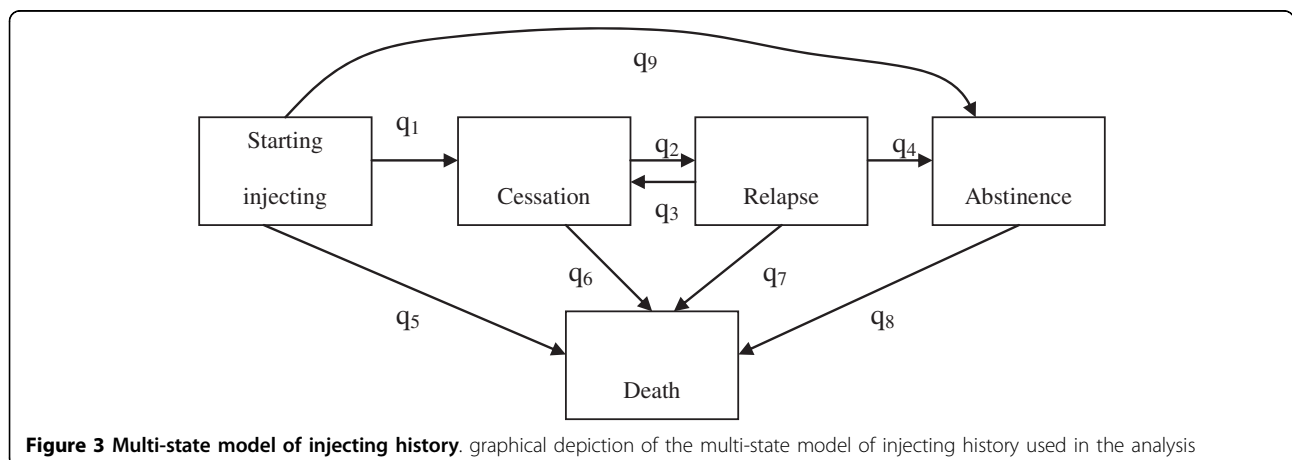 q₉
q₁
Starting
injecting
Cessation
q₂
q₃
Relapse
q₄
Abstinence
q₅
q₆
q₇
q₈
Death
Figure 3 Multi-state model of injecting history. graphical depiction of the multi-state model of injecting history used in the analysis